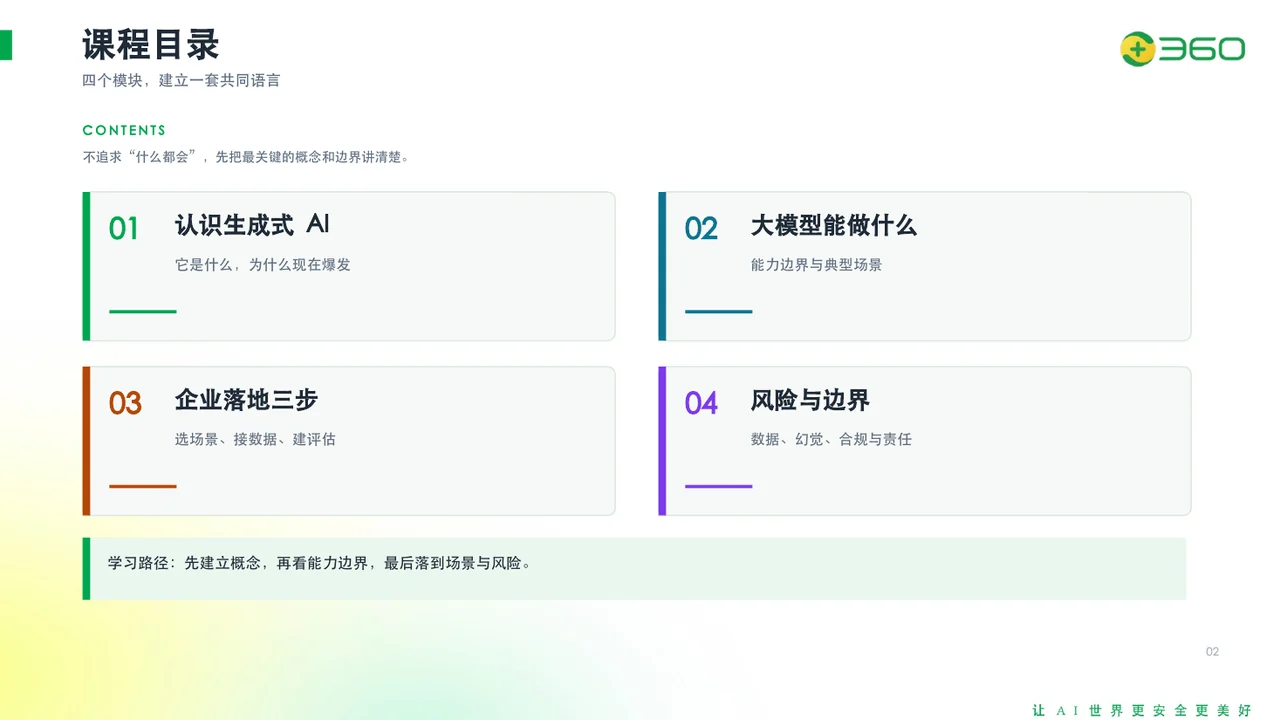 课程目录
四个模块，建立一套共同语言
360
CONTENTS
不追求“什么都会”，先把最关键的概念和边界讲清楚。
01
认识生成式 AI
它是什么，为什么现在爆发
02
大模型能做什么
能力边界与典型场景
03
企业落地三步
选场景、接数据、建评估
04
风险与边界
数据、幻觉、合规与责任
学习路径：先建立概念，再看能力边界，最后落到场景与风险。
02
让 AI 世界更安全更美好